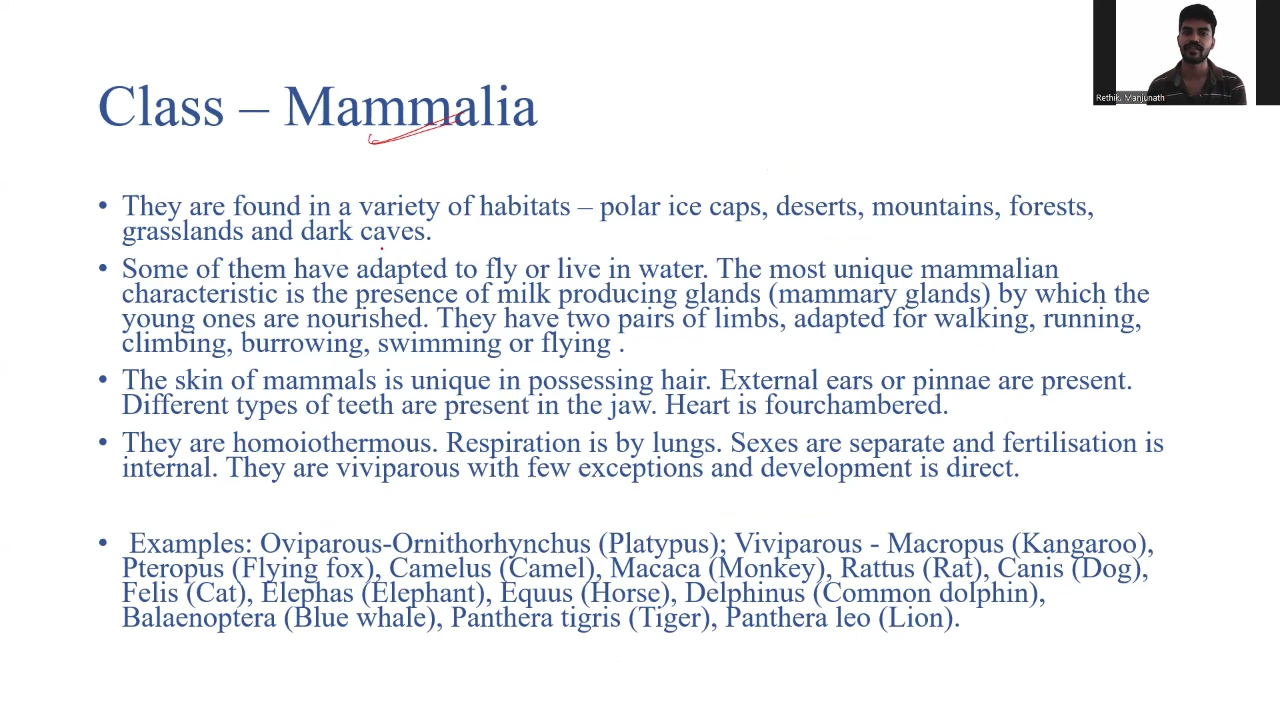 Rethik. Manjunath
Class – Mammalia
• They are found in a variety of habitats – polar ice caps, deserts, mountains, forests,
grasslands and dark caves.
• Some of them have adapted to fly or live in water. The most unique mammalian
characteristic is the presence of milk producing glands (mammary glands) by which the
young ones are nourished. They have two pairs of limbs, adapted for walking, running,
climbing, burrowing, swimming or flying .
• The skin of mammals is unique in possessing hair. External ears or pinnae are present.
Different types of teeth are present in the jaw. Heart is fourchambered.
• They are homoiothermous. Respiration is by lungs. Sexes are separate and fertilisation is
internal. They are viviparous with few exceptions and development is direct.
• Examples: Oviparous-Ornithorhynchus (Platypus); Viviparous - Macropus (Kangaroo),
Pteropus (Flying fox), Camelus (Camel), Macaca (Monkey), Rattus (Rat), Canis (Dog),
Felis (Cat), Elephas (Elephant), Equus (Horse), Delphinus (Common dolphin),
Balaenoptera (Blue whale), Panthera tigris (Tiger), Panthera leo (Lion).